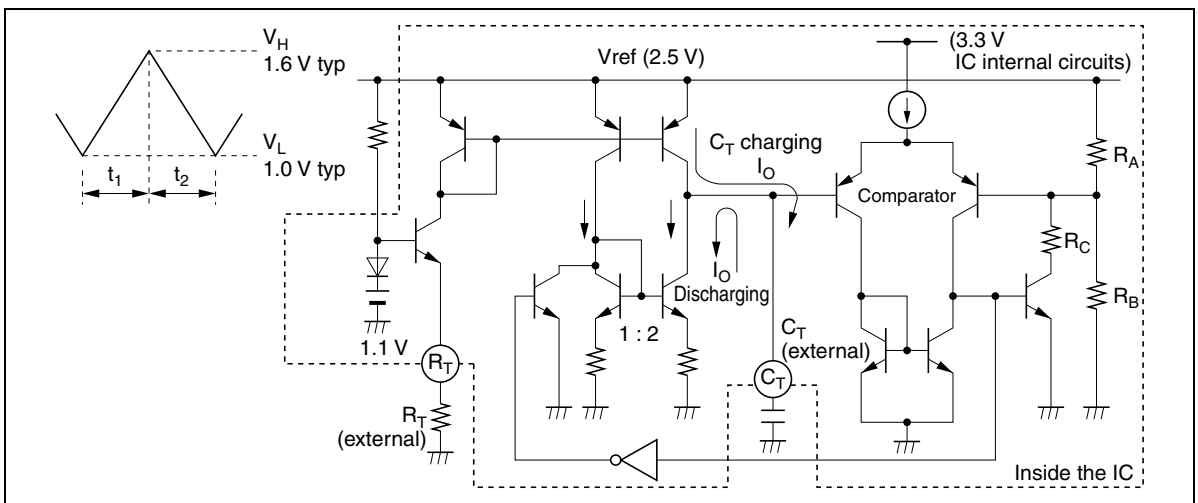 V_H
1.6 V typ
V_L
1.0 V typ
t_1
t_2
Vref (2.5 V)
(3.3 V
IC internal circuits)
C_T charging
I_O
Comparator
R_A
R_C
R_B
I_O
Discharging
1 : 2
1.1 V
R_T
R_T
(external)
C_T
(external)
C_T
Inside the IC